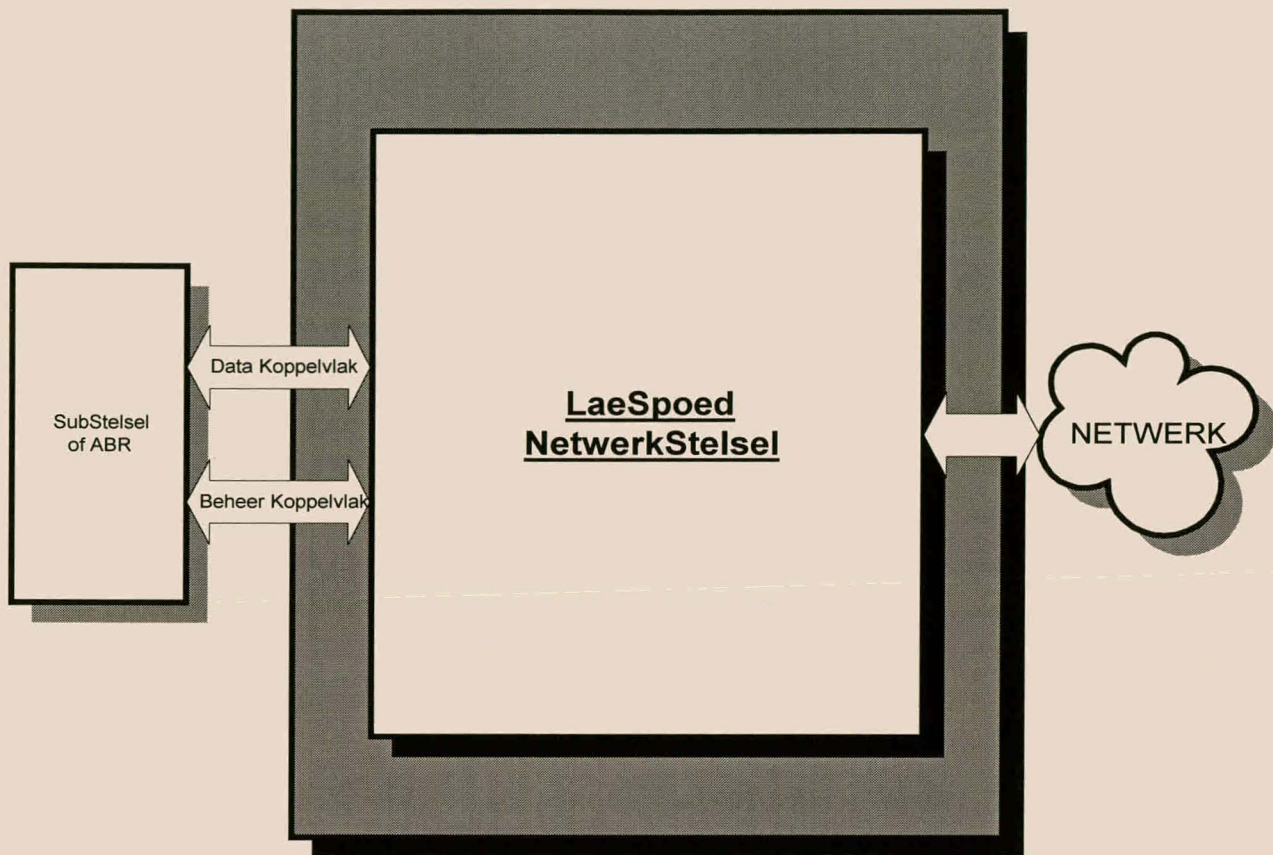 SubStelsel
of ABR
Data Koppelvlak
Beheer Koppelvlak
LaeSpoed
NetwerkStelsel
NETWERK